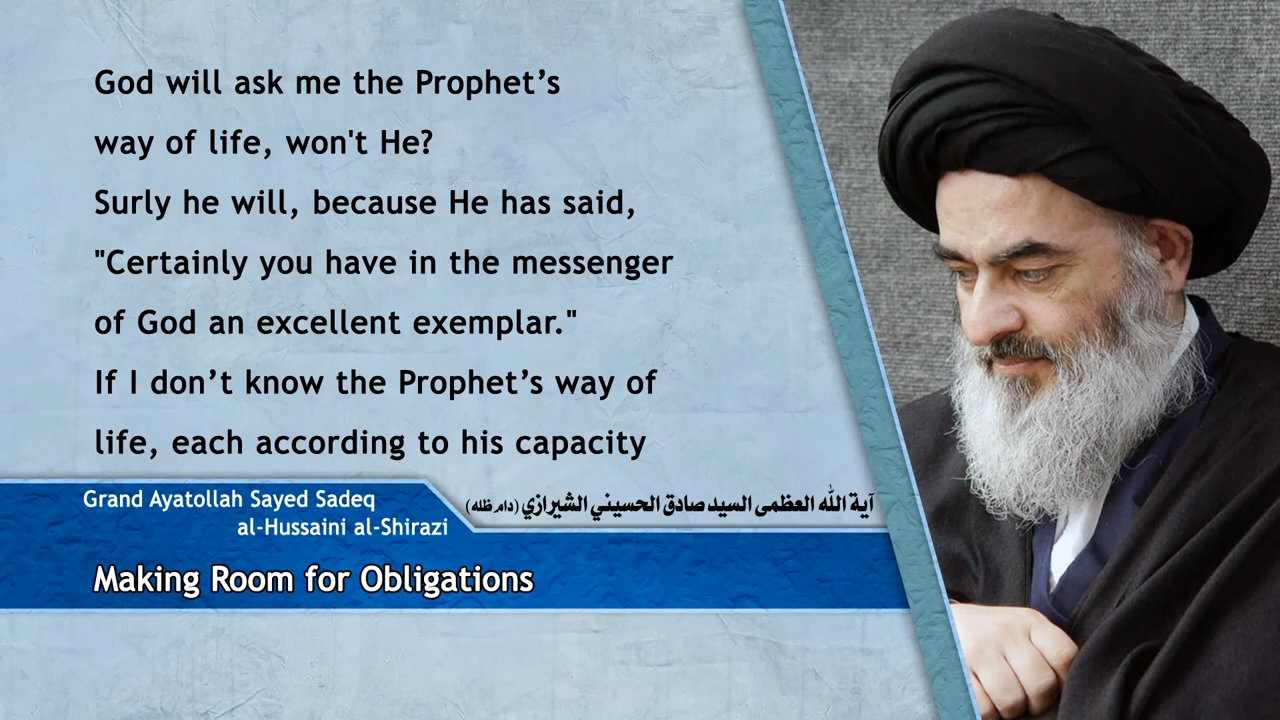 God will ask me the Prophet’s
way of life, won't He?
Surly he will, because He has said,
"Certainly you have in the messenger
of God an excellent exemplar."
If I don’t know the Prophet’s way of
life, each according to his capacity
Grand Ayatollah Sayed Sadeq
al-Hussaini al-Shirazi
آية الله العظمى السيد صادق الحسيني الشيرازي (دام ظله)
Making Room for Obligations